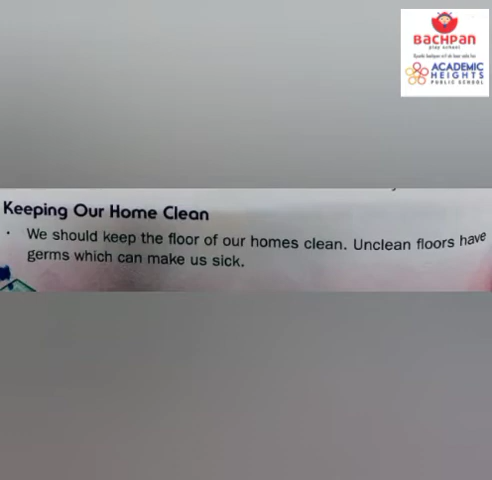 BACHPAN
play school
ACADEMIC
HEIGHTS
PUBLIC SCHOOL
Keeping Our Home Clean
· We should keep the floor of our homes clean. Unclean floors have
germs which can make us sick.